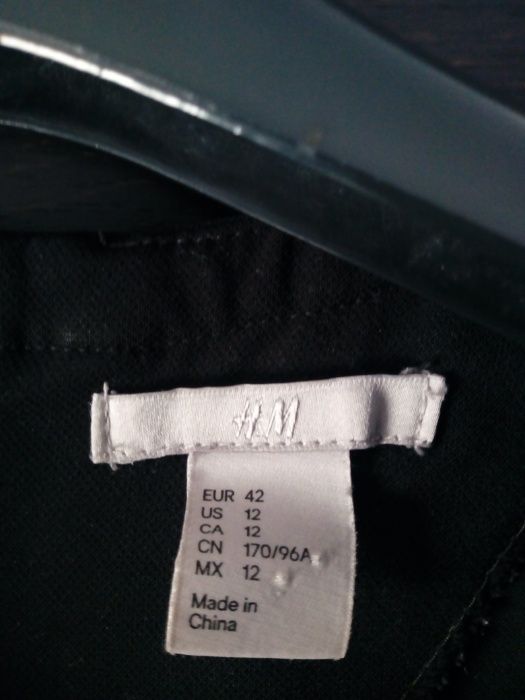 H&M
EUR 42
US 12
CA 12
CN 170/96A
MX 12
Made in
China